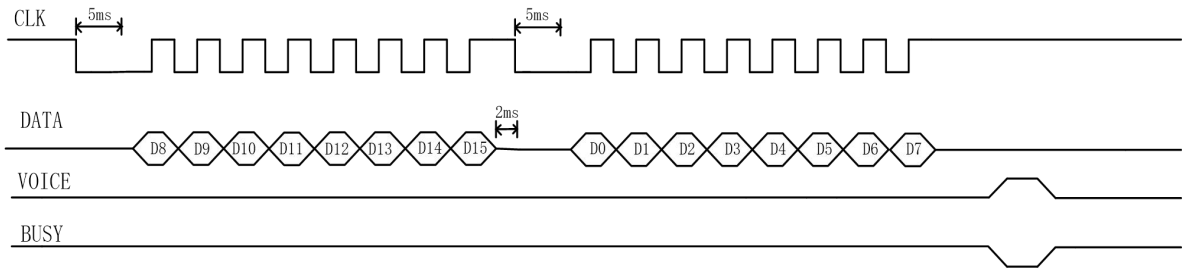 CLK 5ms 5ms
DATA 2ms
D8 D9 D10 D11 D12 D13 D14 D15 D0 D1 D2 D3 D4 D5 D6 D7
VOICE
BUSY